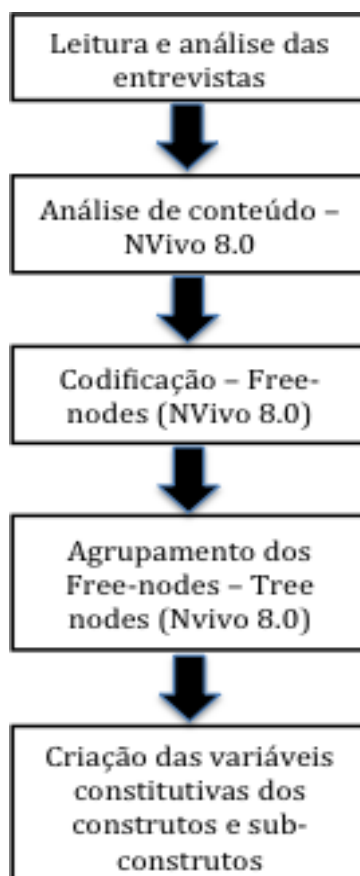 Leitura e análise das
entrevistas
Análise de conteúdo –
NVivo 8.0
Codificação – Free-
nodes (NVivo 8.0)
Agrupamento dos
Free-nodes – Tree
nodes (Nvivo 8.0)
Criação das variáveis
constitutivas dos
construtos e sub-
construtos